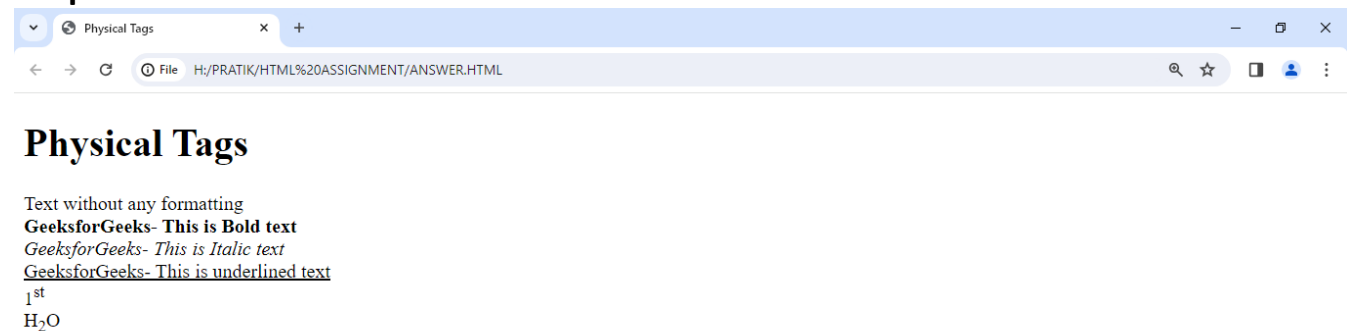 Physical Tags
File H:/PRATIK/HTML%20ASSIGNMENT/ANSWER.HTML
Physical Tags
Text without any formatting
GeeksforGeeks- This is Bold text
GeeksforGeeks- This is Italic text
GeeksforGeeks- This is underlined text
1st
H₂O